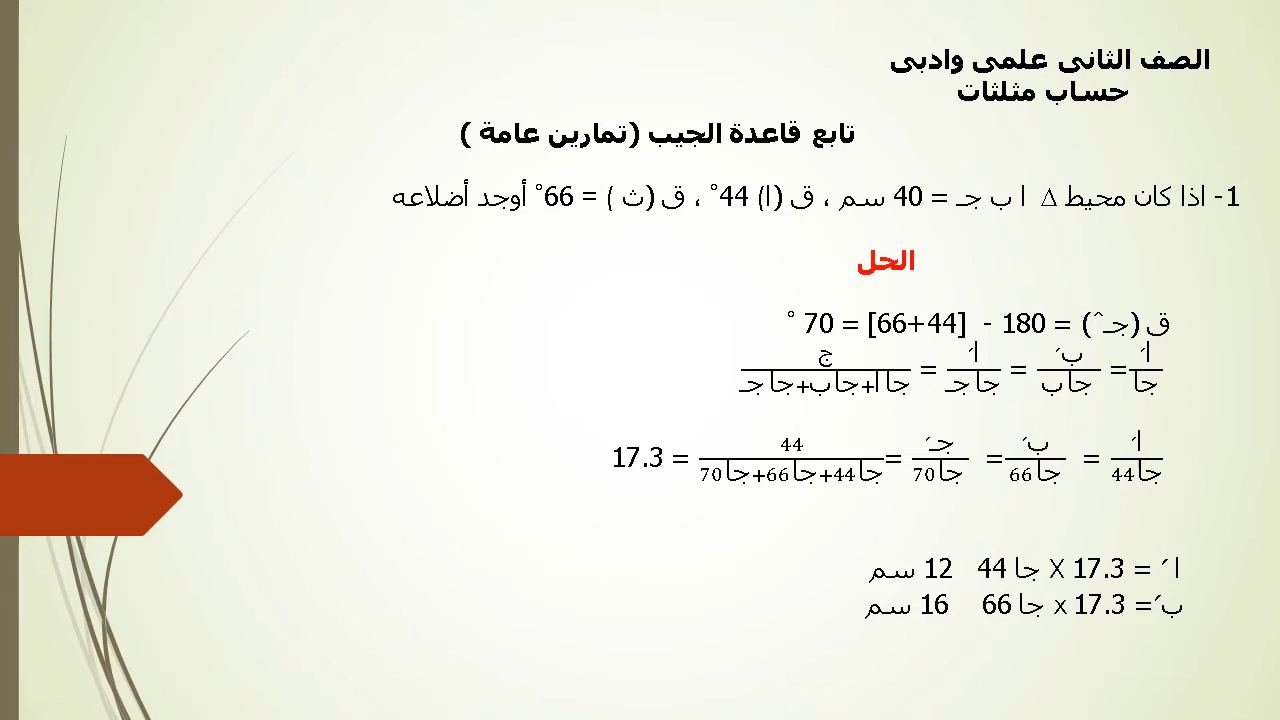 الصف الثانى علمى وادبى
حساب مثلثات
تابع قاعدة الجيب (تمارين عامة )
1- اذا كان محيط Δ ا ب جـ = 40 سم ، ق (ا) 44° ، ق (ث ) = 66° أوجد أضلاعه
الحل
ق (جـˆ) = 180 - [66+44] = 70 °
ا′/جا = ب′/جاب = ا′/جاجـ = ج/جاا+جاب+جاجـ
ا′/جا44 = ب′/جا66 = جـ′/جا70 = 44/جا44+جا66+جا70 = 17.3
ا ′ = 17.3 X جا 44 12 سم
ب′= 17.3 x جا 66 16 سم